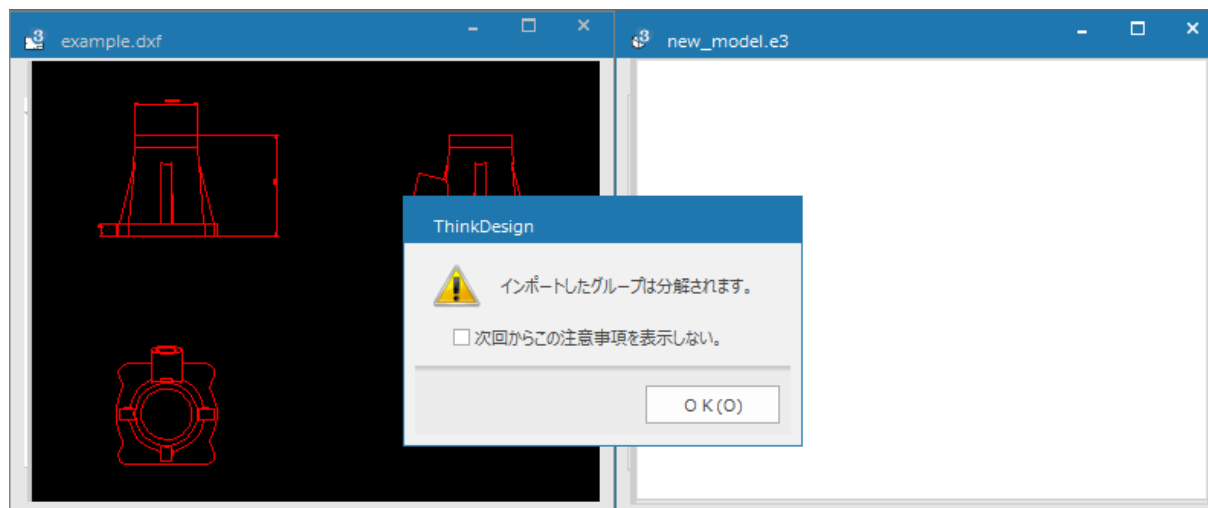 example.dxf
new_model.e3
ThinkDesign
インポートしたグループは分解されます。
次回からこの注意事項を表示しない。
O K(O)